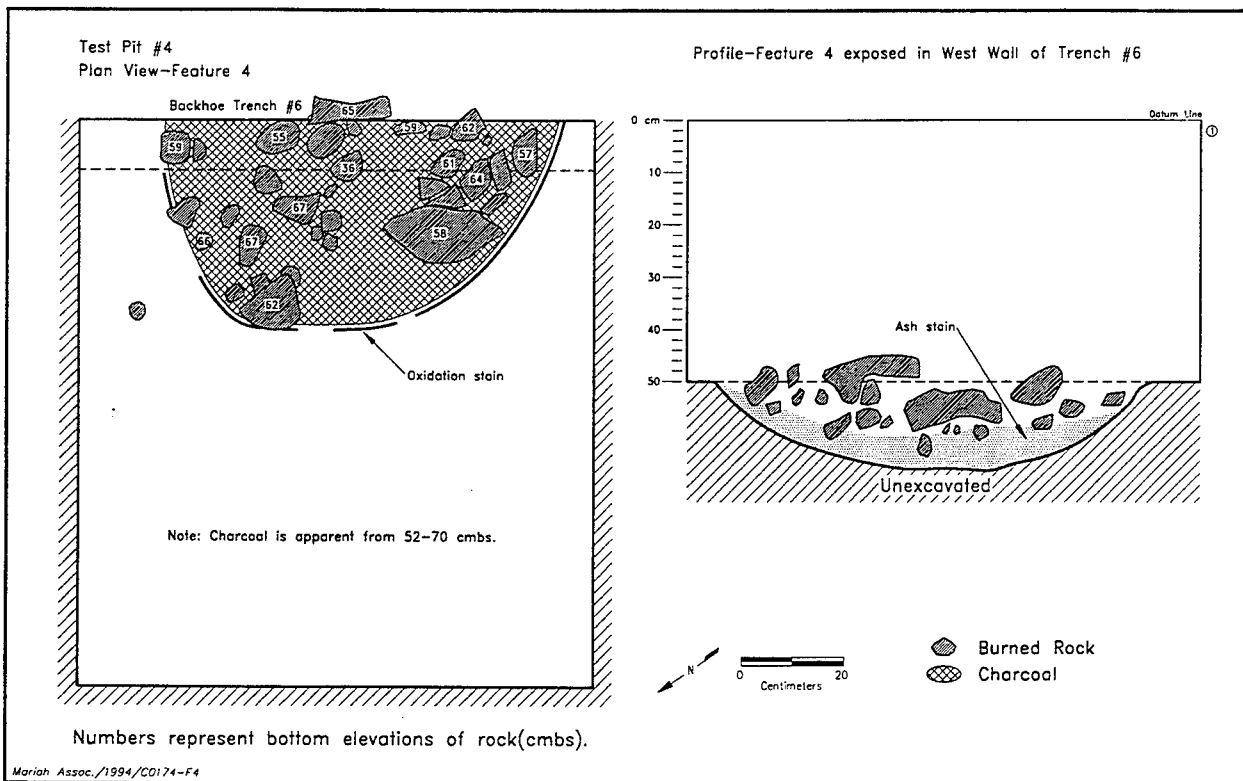 Test Pit #4
Plan View-Feature 4
Backhoe Trench #6
65
59
55
59
62
57
36
61
64
67
58
66
67
62
Oxidation stain
Note: Charcoal is apparent from 52-70 cmbs.
Numbers represent bottom elevations of rock(cmbs).
Mariah Assoc./1994/C0174-F4
Profile-Feature 4 exposed in West Wall of Trench #6
Datum Line
0 cm
1
10
20
30
40
50
Ash stain
Unexcavated
N
0 20
Centimeters
Burned Rock
Charcoal